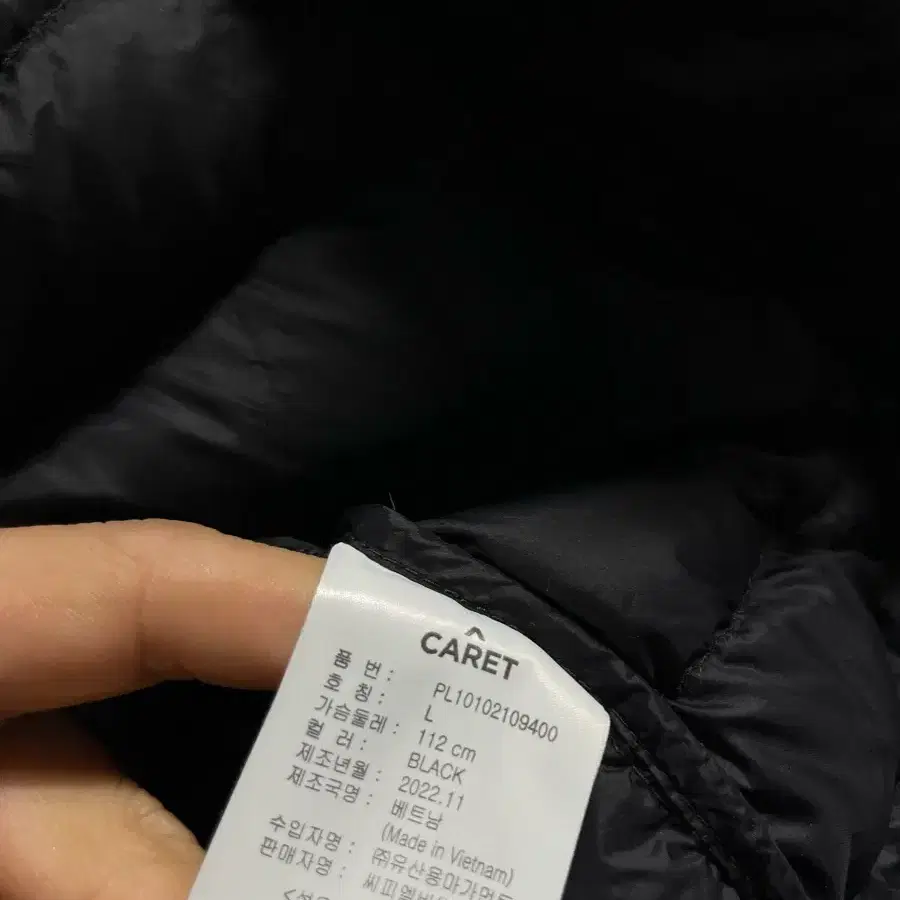 CARET
품 번 : PL10102109400
호 칭 : L
가슴둘레 : 112 cm
컬 러 : BLACK
제조년월 : 2022.11
제조국명 : 베트남
(Made in Vietnam)
수입자명 :
판매자명 :